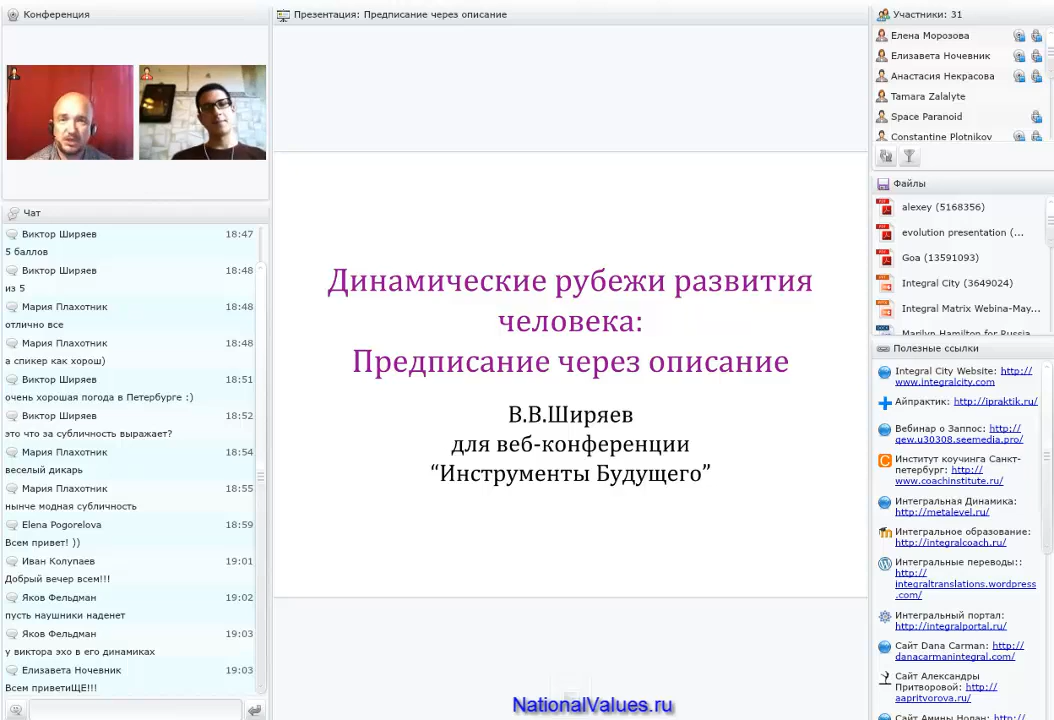 Конференция
Чат
Виктор Ширяев 18:47
5 баллов
Виктор Ширяев 18:48
из 5
Мария Плахотник 18:48
отлично все
Мария Плахотник 18:48
а спикер как хорош)
Виктор Ширяев 18:51
очень хорошая погода в Петербурге :)
Виктор Ширяев 18:52
это что за субличность выражает?
Мария Плахотник 18:54
веселый дикарь
Мария Плахотник 18:55
нынче модная субличность
Elena Pogorelova 18:59
Всем привет! ))
Иван Колупаев 19:01
Добрый вечер всем!!!
Яков Фельдман 19:02
пусть наушники наденет
Яков Фельдман 19:03
у виктора эхо в его динамиках
Елизавета Ночевник 19:03
Всем приветиЩЕ!!!
Презентация: Предписание через описание
Динамические рубежи развития
человека:
Предписание через описание
В.В.Ширяев
для веб-конференции
“Инструменты Будущего”
NationalValues.ru
Участники: 31
Елена Морозова
Елизавета Ночевник
Анастасия Некрасова
Tamara Zalalyte
Space Paranoid
Constantine Plotnikov
Файлы
alexey (5168356)
evolution presentation (...
Goa (13591093)
Integral City (3649024)
Integral Matrix Webina-May...
Marilyn Hamilton for Russia
Полезные ссылки
Integral City Website: http://
www.integralcity.com
Айпрактик: http://ipraktik.ru/
Вебинар о Заппос: http://
qew.u30308.seemedia.pro/
Институт коучинга Санкт-
петербург: http://
www.coachinstitute.ru/
Интегральная Динамика:
http://metalevel.ru/
Интегральное образование:
http://integralcoach.ru/
Интегральные переводы::
http://
integraltranslations.wordpress
.com/
Интегральный портал:
http://integralportal.ru/
Сайт Dana Carman: http://
danacarmanintegral.com/
Сайт Александры
Притворовой: http://
aapritvorova.ru/
Сайт Амины Нолан: http://